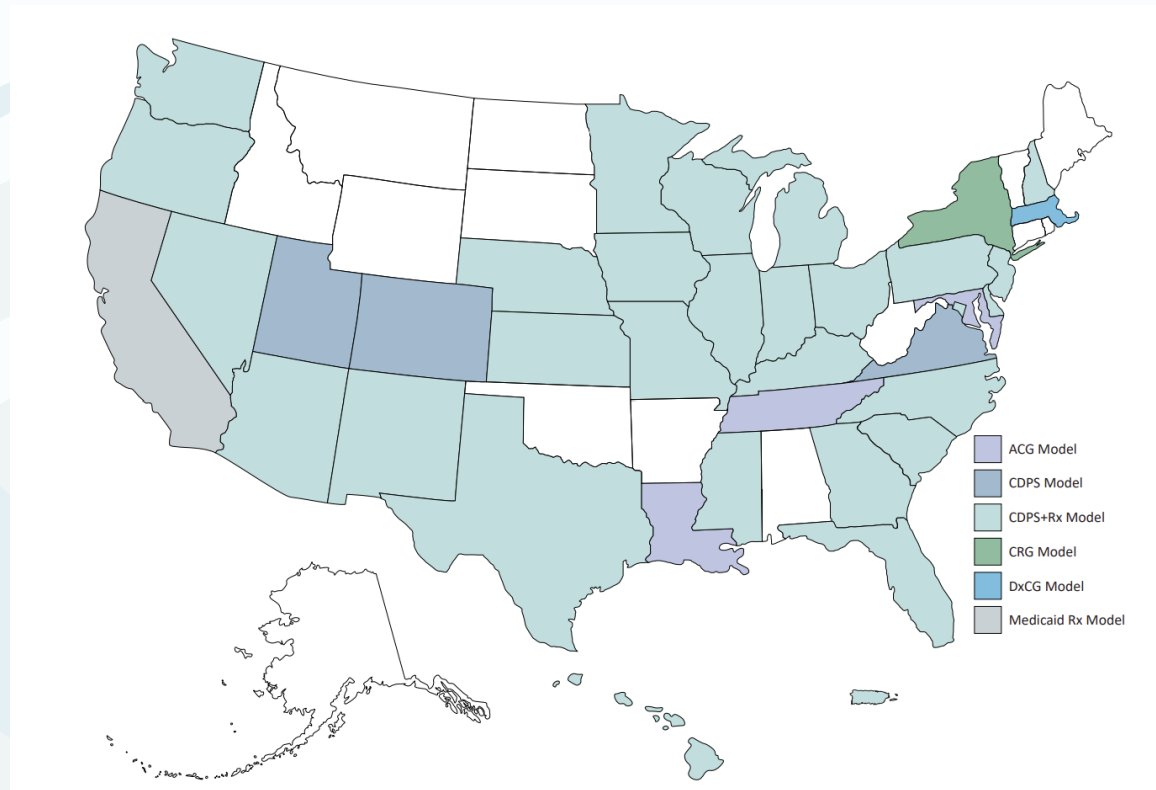 ACG Model
CDPS Model
CDPS+Rx Model
CRG Model
DxCG Model
Medicaid Rx Model